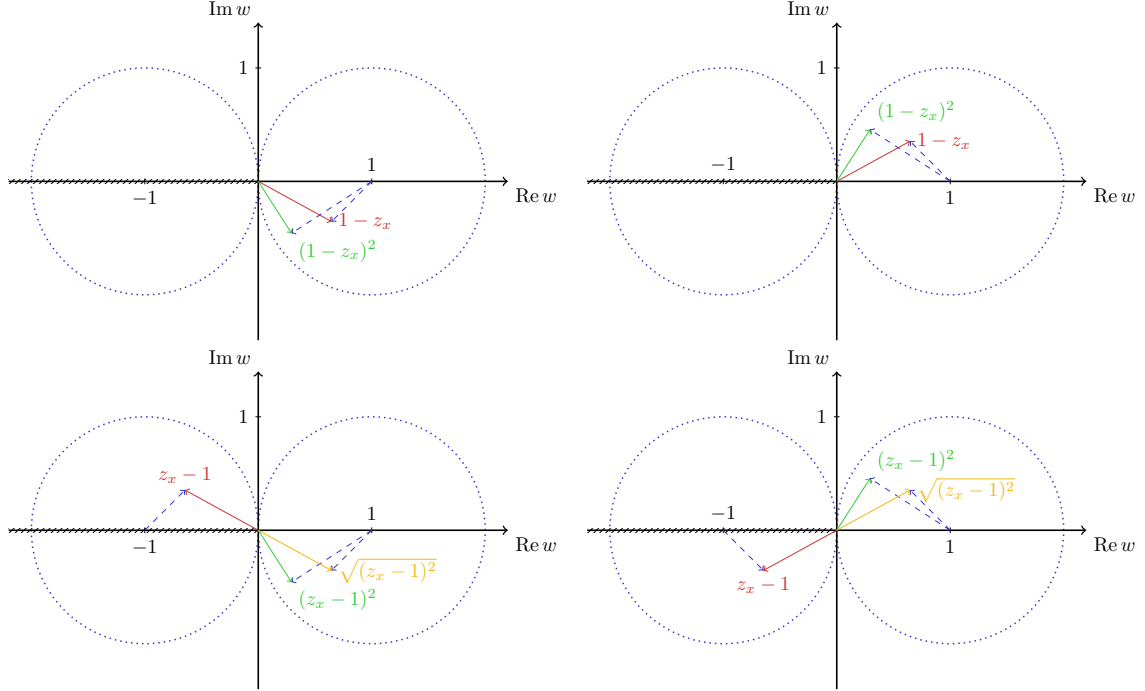 Im w
1
−1
1
Re w
1 − z_x
(1 − z_x)^2
Im w
1
−1
1
Re w
(1 − z_x)^2
1 − z_x
Im w
1
−1
1
Re w
z_x − 1
√(z_x − 1)^2
(z_x − 1)^2
Im w
1
−1
1
Re w
(z_x − 1)^2
√(z_x − 1)^2
z_x − 1